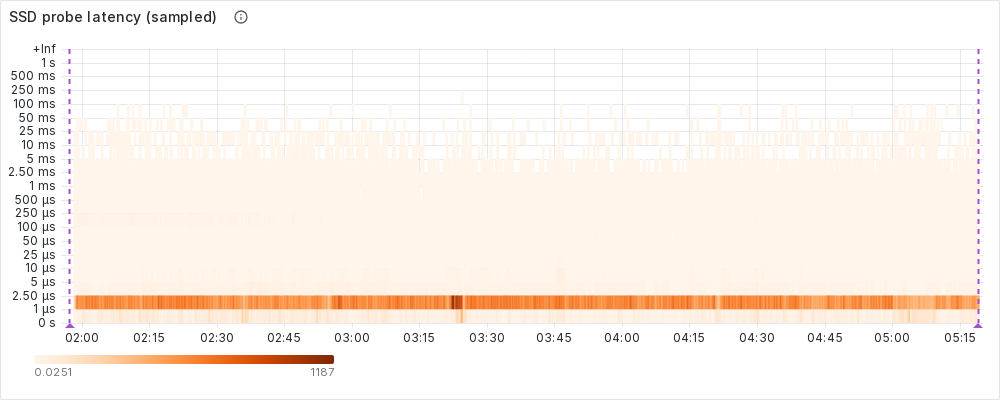 SSD probe latency (sampled)
+Inf
1 s
500 ms
250 ms
100 ms
50 ms
25 ms
10 ms
5 ms
2.50 ms
1 ms
500 µs
250 µs
100 µs
50 µs
25 µs
10 µs
5 µs
2.50 µs
1 µs
0 s
02:00 02:15 02:30 02:45 03:00 03:15 03:30 03:45 04:00 04:15 04:30 04:45 05:00 05:15
0.0251 1187